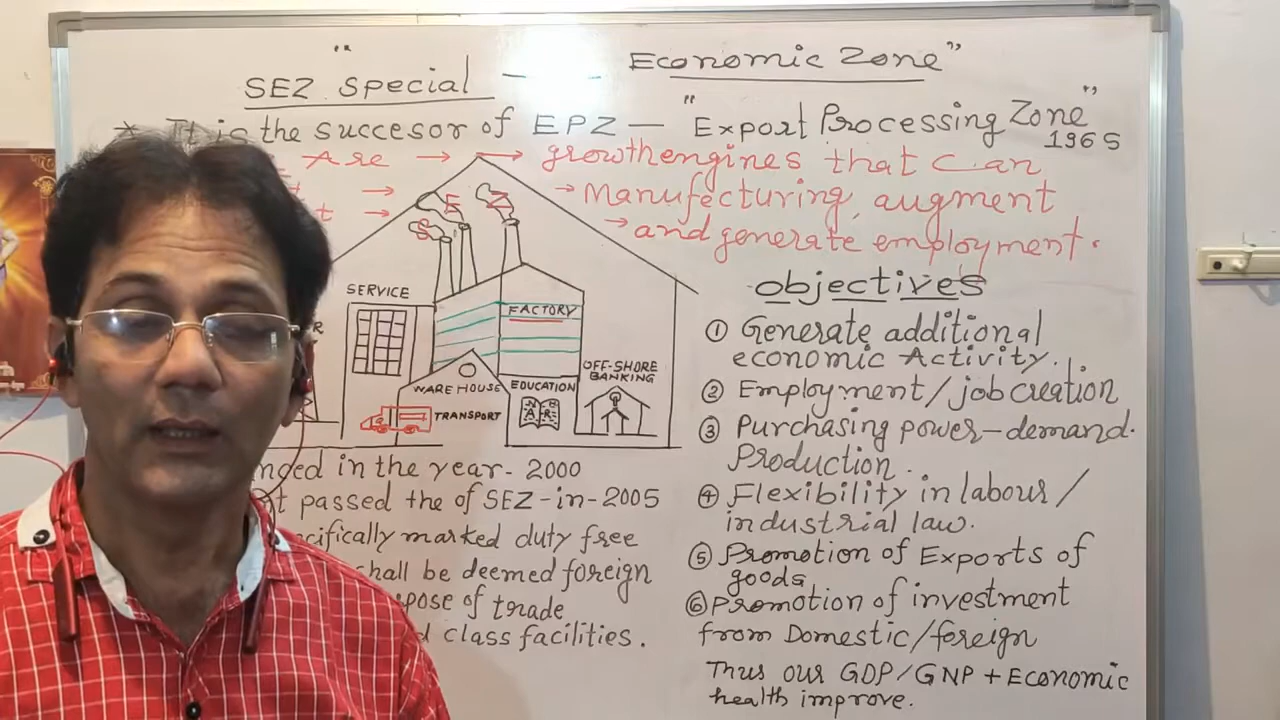 " SEZ Special — Economic Zone"
* It is the succesor of EPZ — "Export Processing Zone"
1965
Are → → growthengines that can
→ → Manufecturing, augment
→ → and generate employment.
S E Z
SERVICE
FACTORY
WARE HOUSE
EDUCATION
OFF-SHORE
BANKING
TRANSPORT
in the year - 2000
passed the of SEZ-in-2005
marked duty free
shall be deemed foreign
of trade
class facilities.
objectives
① Generate additional
economic Activity.
② Employment/job creation
③ Purchasing power-demand.
Production.
④ Flexibility in labour/
industrial law.
⑤ Promotion of Exports of
goods
⑥ Promotion of investment
from Domestic/foreign
Thus our GDP/GNP + Economic
health improve.